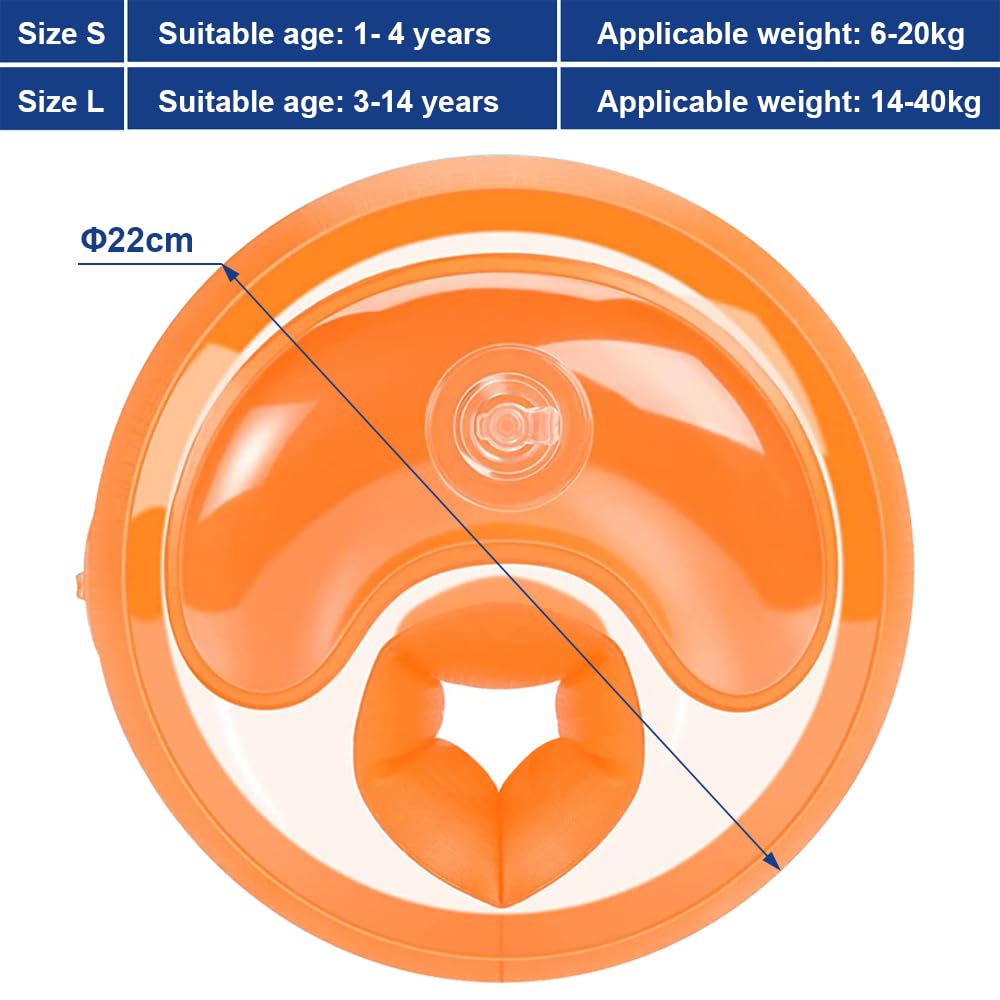 Size S Suitable age: 1- 4 years Applicable weight: 6-20kg
Size L Suitable age: 3-14 years Applicable weight: 14-40kg
Φ22cm